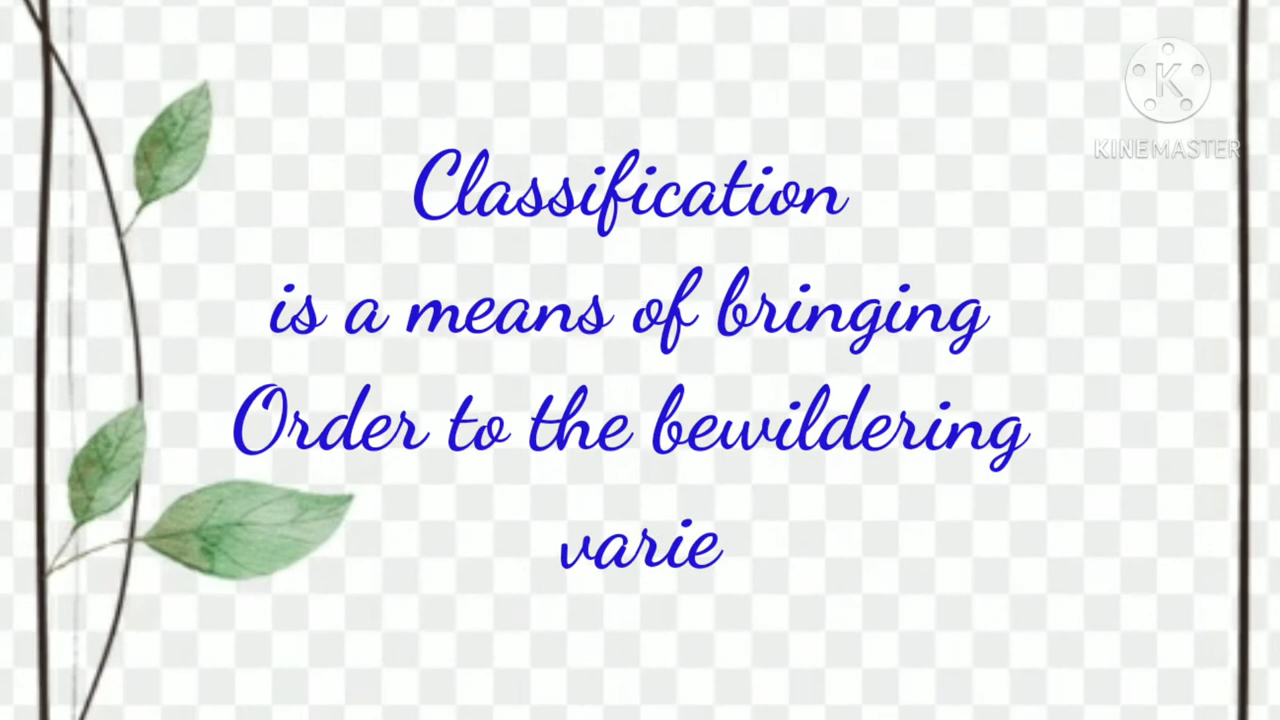 K
KINEMASTER
Classification
is a means of bringing
Order to the bewildering
varie